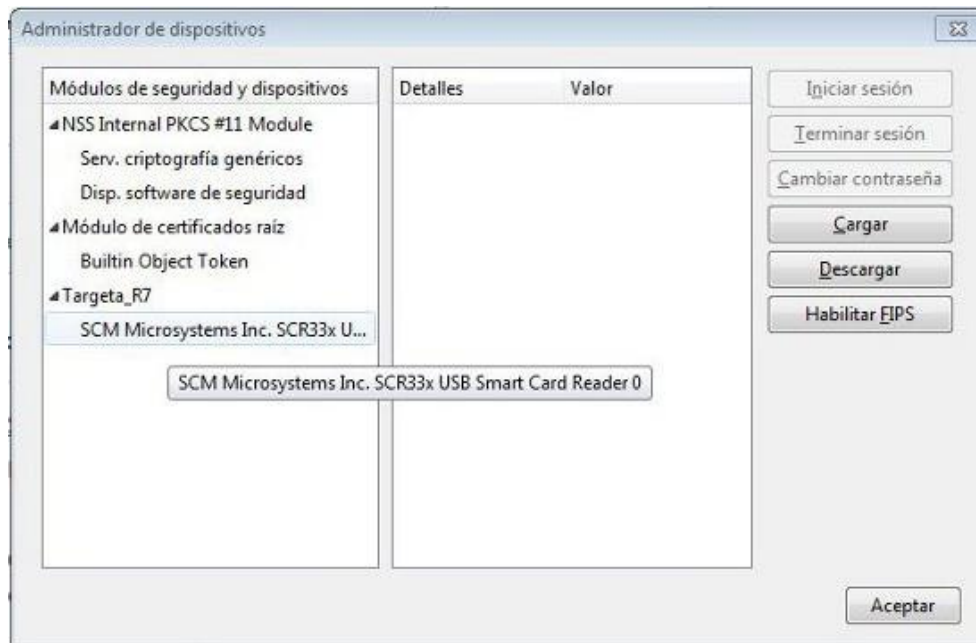 Administrador de dispositivos
Módulos de seguridad y dispositivos
NSS Internal PKCS #11 Module
Serv. criptografía genéricos
Disp. software de seguridad
Módulo de certificados raíz
Builtin Object Token
Targeta_R7
SCM Microsystems Inc. SCR33x U...
SCM Microsystems Inc. SCR33x USB Smart Card Reader 0
Detalles Valor
Iniciar sesión
Terminar sesión
Cambiar contraseña
Cargar
Descargar
Habilitar FIPS
Aceptar